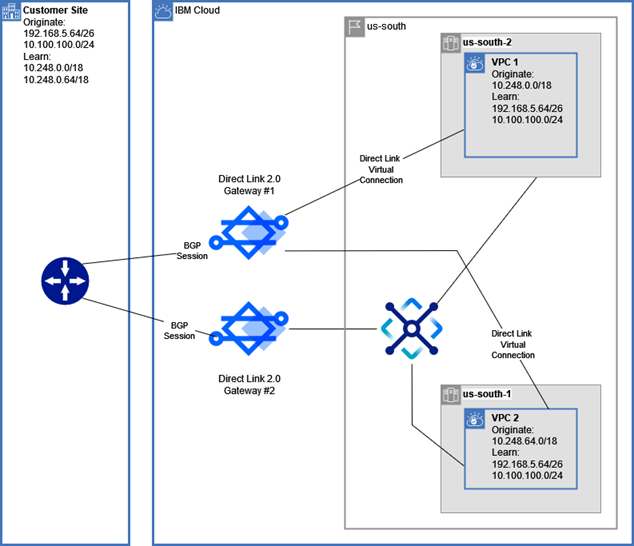 Customer Site
Originate:
192.168.5.64/26
10.100.100.0/24
Learn:
10.248.0.0/18
10.248.0.64/18
IBM Cloud
us-south
us-south-2
VPC 1
Originate:
10.248.0.0/18
Learn:
192.168.5.64/26
10.100.100.0/24
Direct Link
Virtual
Connection
Direct Link 2.0
Gateway #1
BGP
Session
BGP
Session
Direct Link 2.0
Gateway #2
Direct Link
Virtual
Connection
us-south-1
VPC 2
Originate:
10.248.64.0/18
Learn:
192.168.5.64/26
10.100.100.0/24